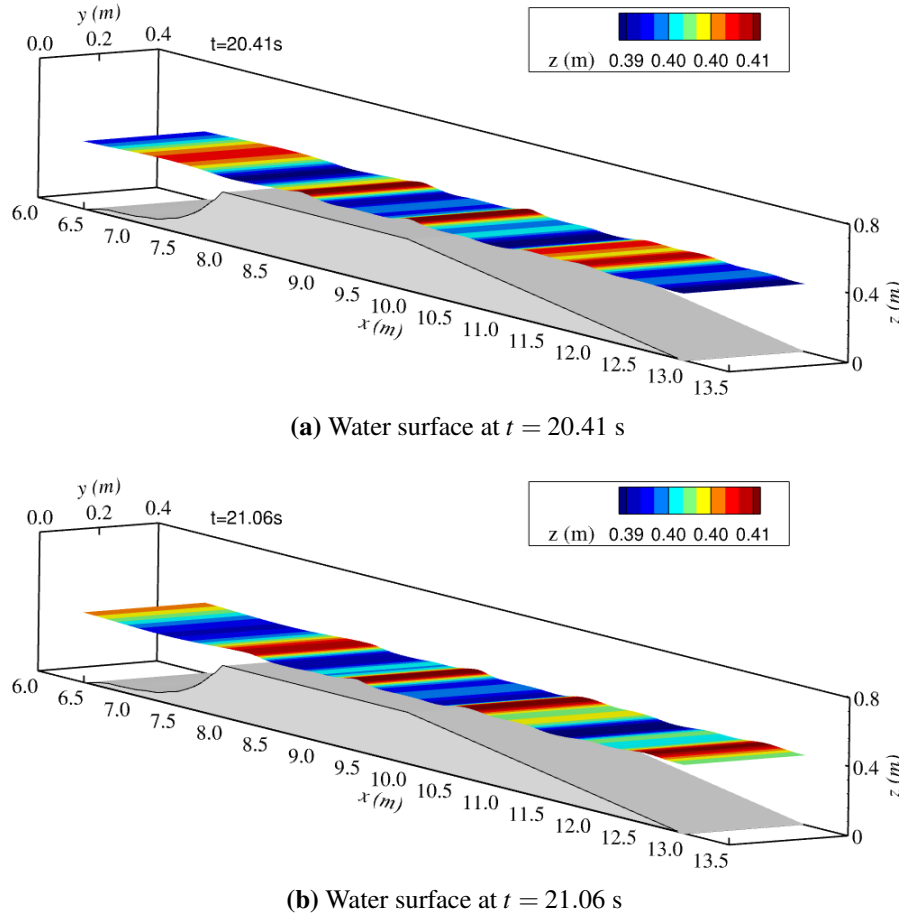 y (m)
0.0 0.2 0.4
t=20.41s
z (m) 0.39 0.40 0.40 0.41
6.0 6.5 7.0 7.5 8.0 8.5 9.0 9.5 10.0 10.5 11.0 11.5 12.0 12.5 13.0 13.5
x (m)
0.8
0.4
0
z (m)
(a) Water surface at t = 20.41 s
y (m)
0.0 0.2 0.4
t=21.06s
z (m) 0.39 0.40 0.40 0.41
6.0 6.5 7.0 7.5 8.0 8.5 9.0 9.5 10.0 10.5 11.0 11.5 12.0 12.5 13.0 13.5
x (m)
0.8
0.4
0
z (m)
(b) Water surface at t = 21.06 s